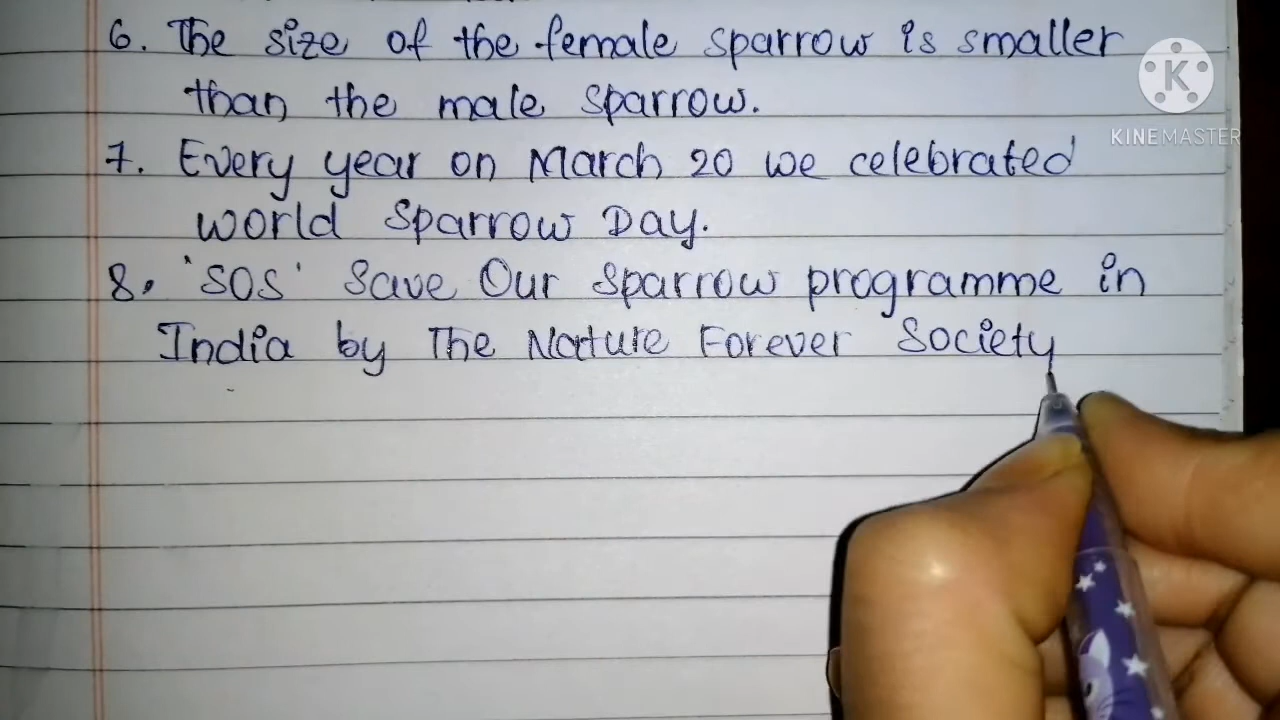 6. The size of the female sparrow is smaller
than the male sparrow.
7. Every year on March 20 we celebrated
world Sparrow Day.
8. 'SOS' Save Our Sparrow programme in
India by The Nature Forever Society
K
KINEMASTER